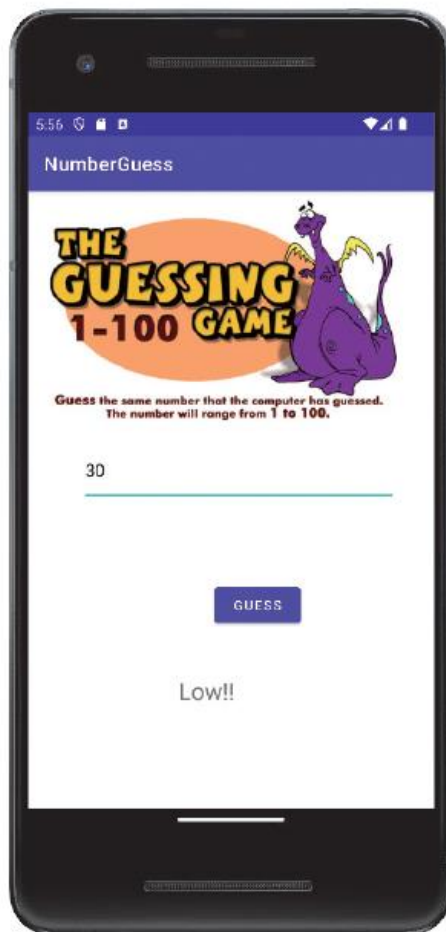 5:56
NumberGuess
THE
GUESSING
1-100 GAME
Guess the same number that the computer has guessed.
The number will range from 1 to 100.
30
GUESS
Low!!